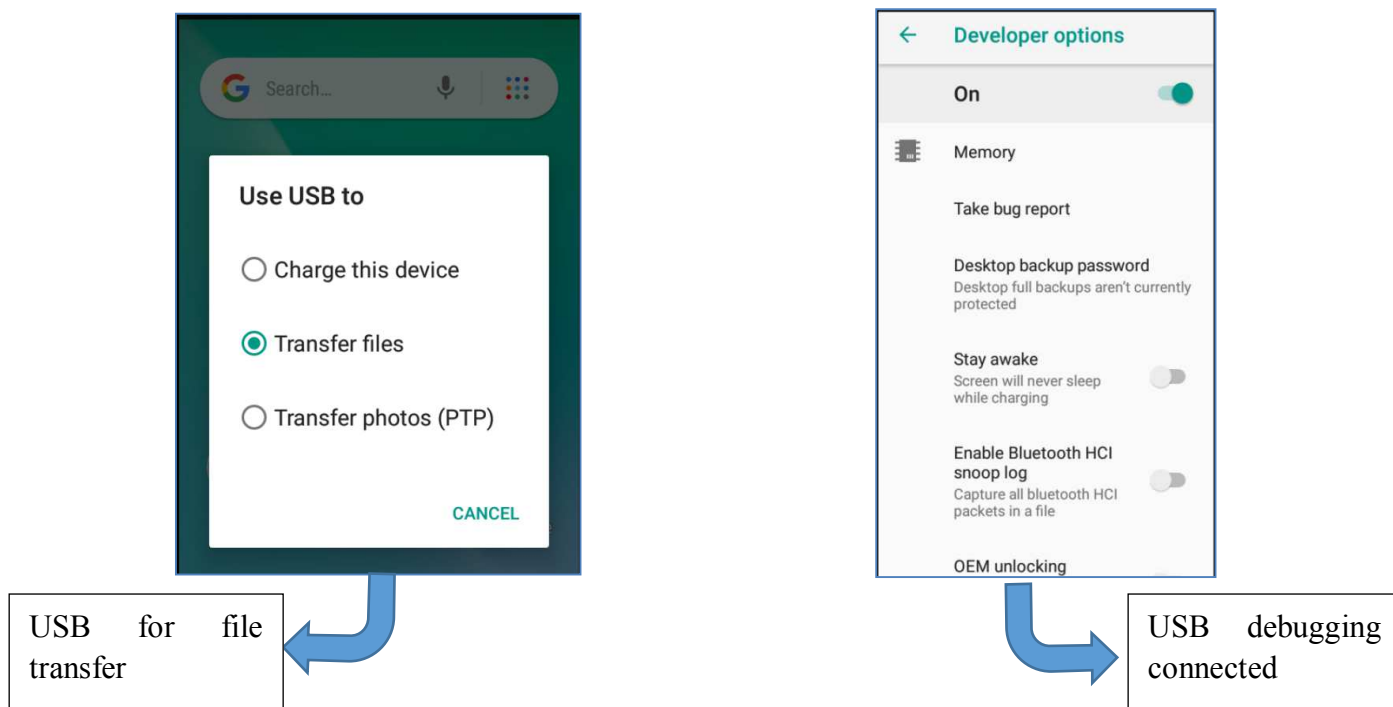 Search...
Use USB to
Charge this device
Transfer files
Transfer photos (PTP)
CANCEL
USB for file
transfer
Developer options
On
Memory
Take bug report
Desktop backup password
Desktop full backups aren't currently
protected
Stay awake
Screen will never sleep
while charging
Enable Bluetooth HCI
snoop log
Capture all bluetooth HCI
packets in a file
OEM unlocking
USB debugging
connected